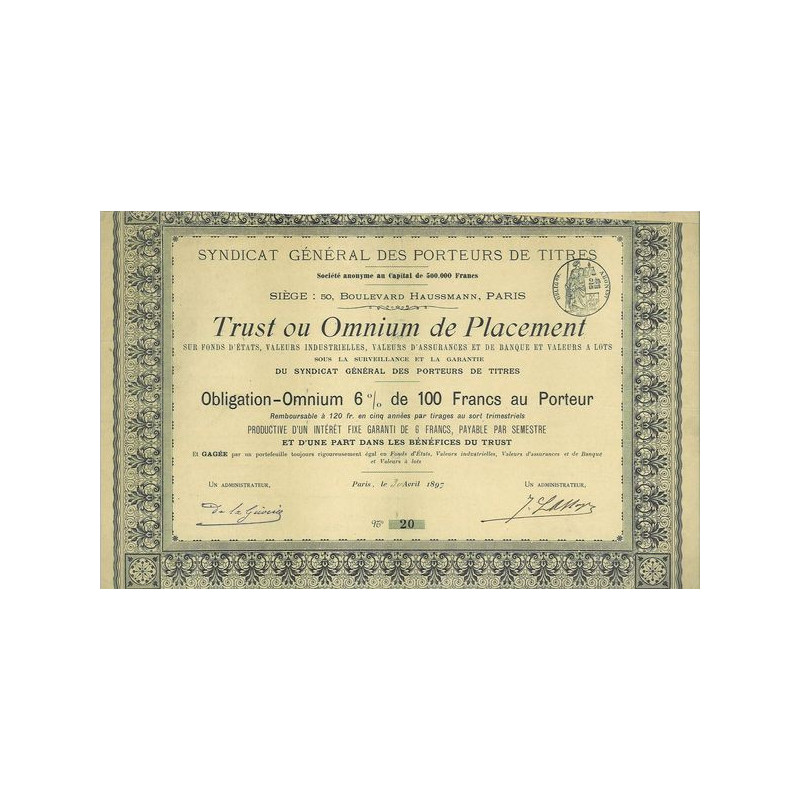 SYNDICAT GÉNÉRAL DES PORTEURS DE TITRES
Société anonyme au Capital de 500.000 Francs
SIÈGE : 50, BOULEVARD HAUSSMANN, PARIS
Trust ou Omnium de Placement
SUR FONDS D'ÉTATS, VALEURS INDUSTRIELLES, VALEURS D'ASSURANCES ET DE BANQUE ET VALEURS A LOTS
SOUS LA SURVEILLANCE ET LA GARANTIE
DU SYNDICAT GÉNÉRAL DES PORTEURS DE TITRES
Obligation-Omnium 6% de 100 Francs au Porteur
Remboursable à 120 fr. en cinq années par tirages au sort trimestriels
PRODUCTIVE D'UN INTÉRÊT FIXE GARANTI DE 6 FRANCS, PAYABLE PAR SEMESTRE
ET D'UNE PART DANS LES BÉNÉFICES DU TRUST
Et GAGÉE par un portefeuille toujours rigoureusement égal en Fonds d'États, Valeurs industrielles, Valeurs d'assurances et de Banque
et Valeurs à lots
UN ADMINISTRATEUR, Paris, le Avril 1897 UN ADMINISTRATEUR,
No 20